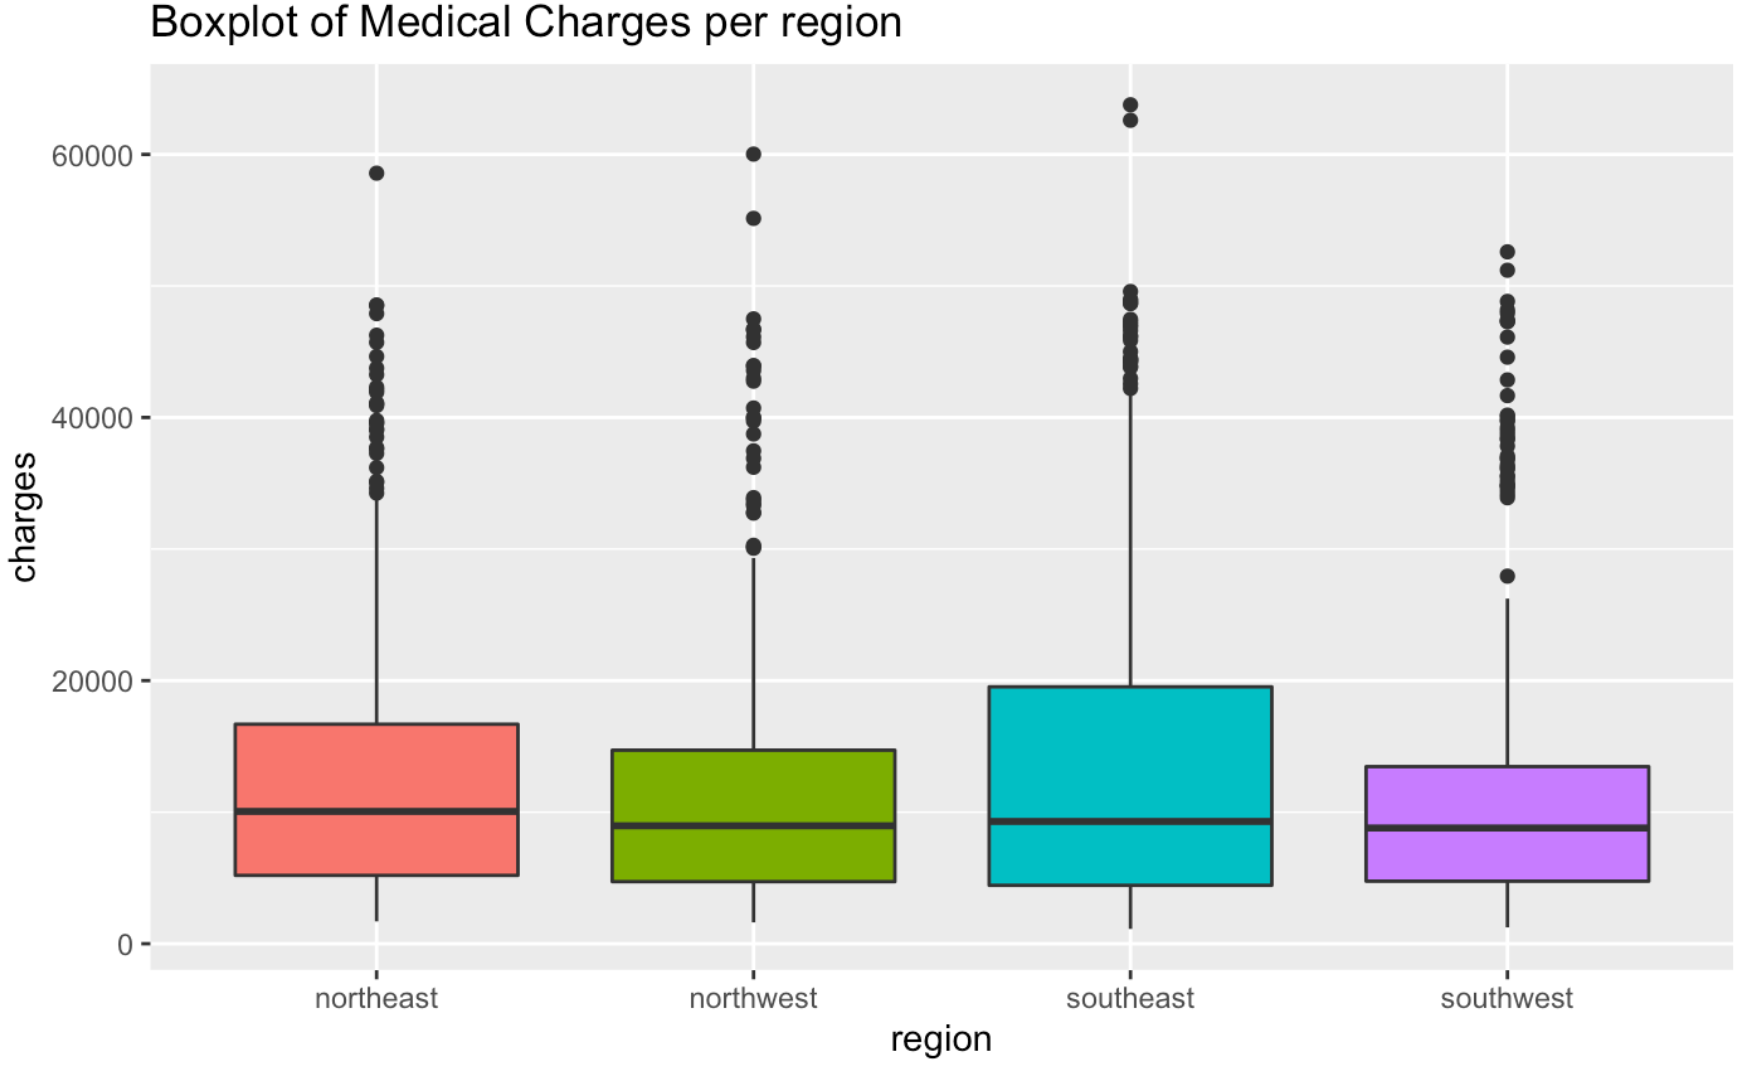 Boxplot of Medical Charges per region
60000
40000
20000
0
charges
northeast northwest southeast southwest
region